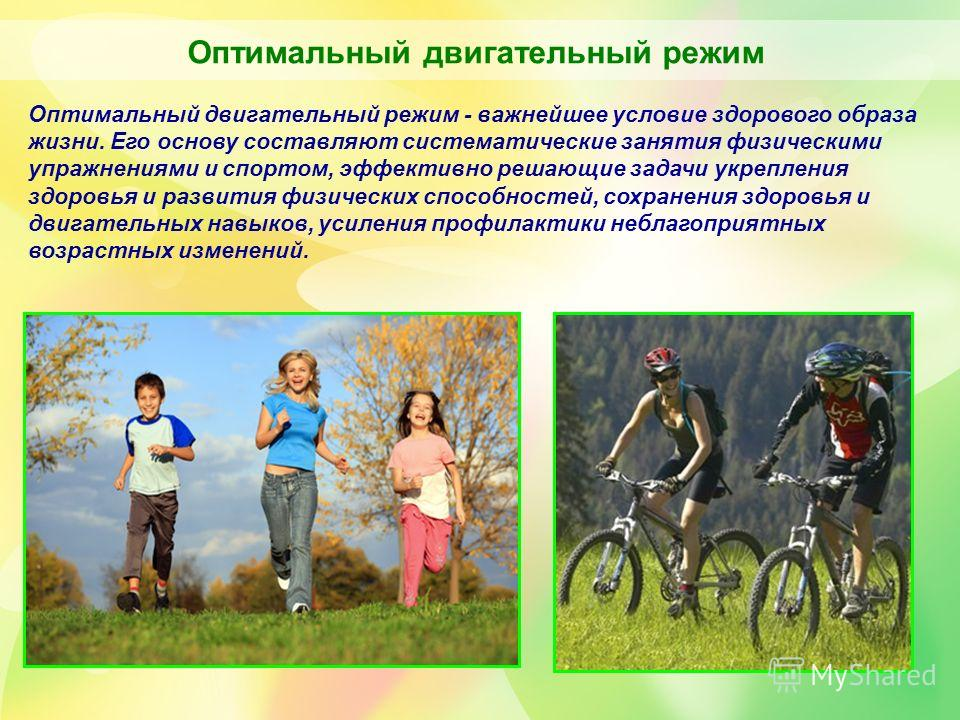 Оптимальный двигательный режим
Оптимальный двигательный режим - важнейшее условие здорового образа
жизни. Его основу составляют систематические занятия физическими
упражнениями и спортом, эффективно решающие задачи укрепления
здоровья и развития физических способностей, сохранения здоровья и
двигательных навыков, усиления профилактики неблагоприятных
возрастных изменений.
MyShared